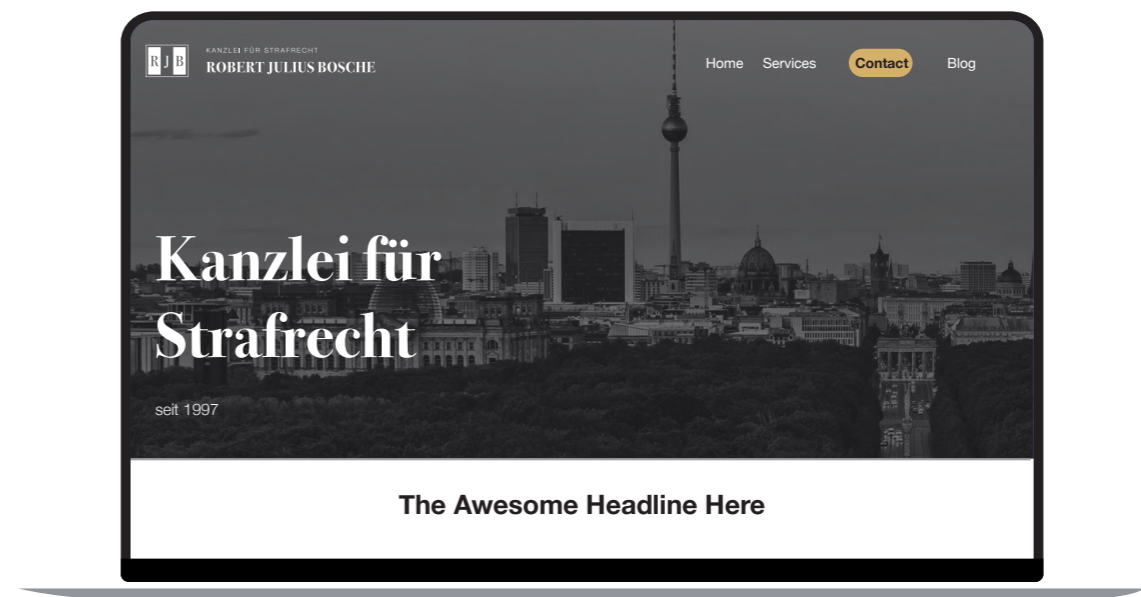 RJB
KANZLEI FÜR STRAFRECHT
ROBERT JULIUS BOSCHE
Home Services Contact Blog
Kanzlei für
Strafrecht
seit 1997
The Awesome Headline Here